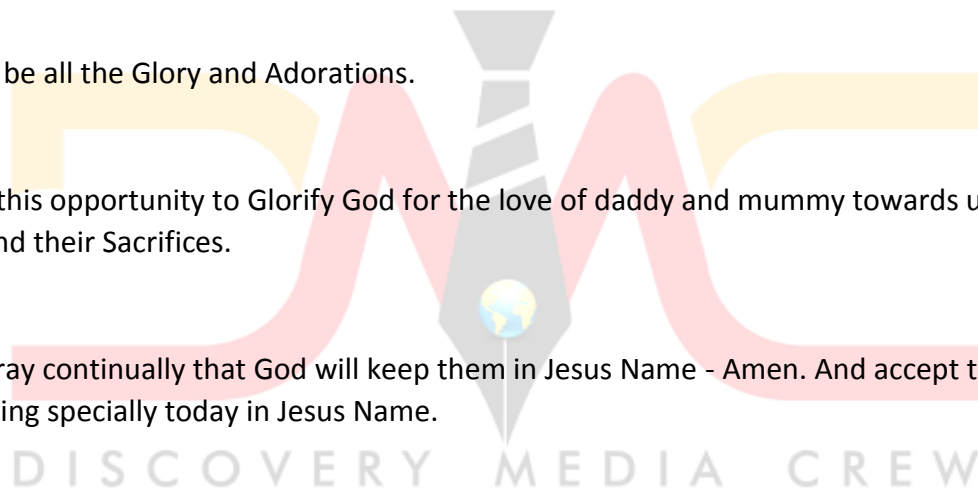 be all the Glory and Adorations.
this opportunity to Glorify God for the love of daddy and mummy towards u
nd their Sacrifices.
ray continually that God will keep them in Jesus Name - Amen. And accept t
ing specially today in Jesus Name.
DMC
DISCOVERY MEDIA CREW